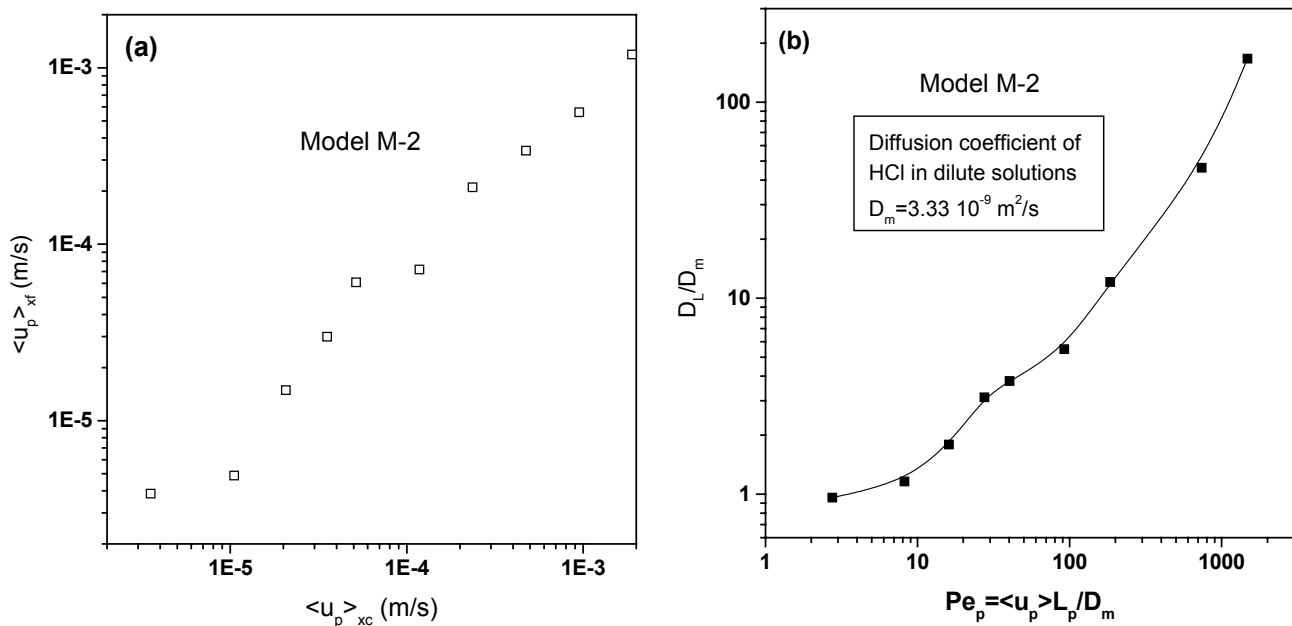 (a)
1E-3
Model M-2
1E-4
1E-5
<u_p>_xf (m/s)
1E-5 1E-4 1E-3
<u_p>_xc (m/s)
(b)
Model M-2
Diffusion coefficient of
HCl in dilute solutions
D_m=3.33 10^-9 m^2/s
100
10
1
D_L/D_m
1 10 100 1000
Pe_p=<u_p>L_p/D_m